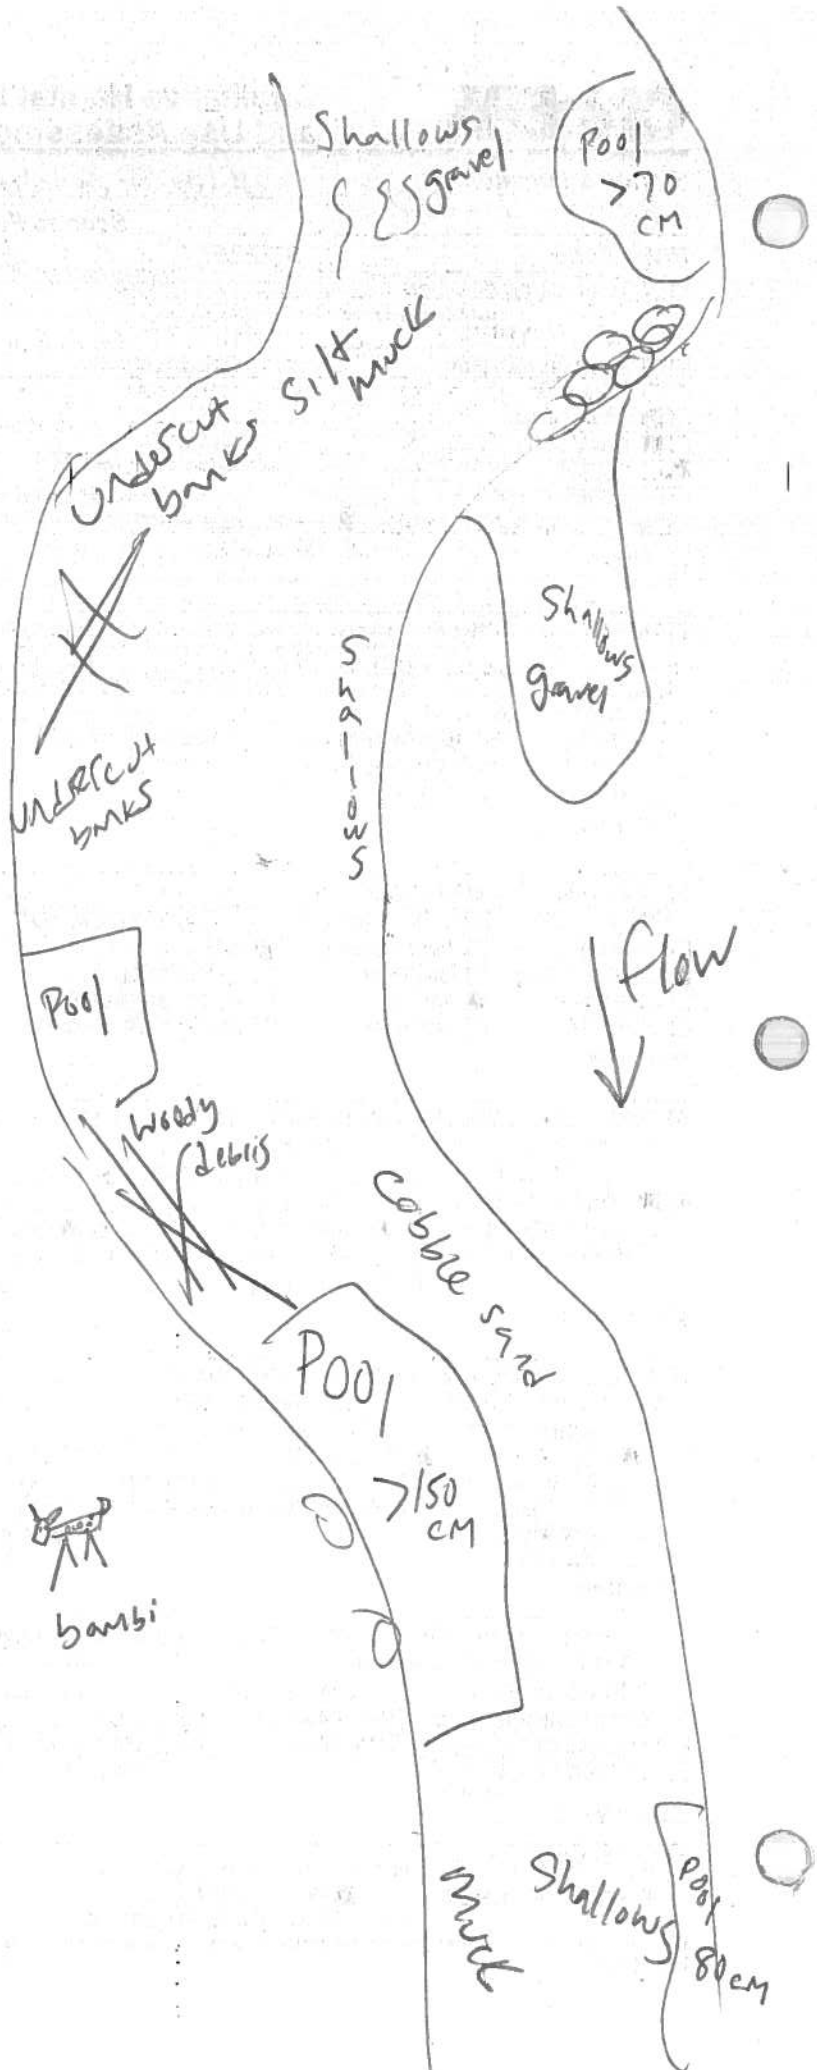 Shallows
gravel
Pool
>70
CM
silt
muck
undercut
banks
Shallows
gravel
Shallows
undercut
banks
flow
Pool
woody
debris
Cobble sand
Pool
>150
CM
bambi
Muck
Shallows
Pool
80cm